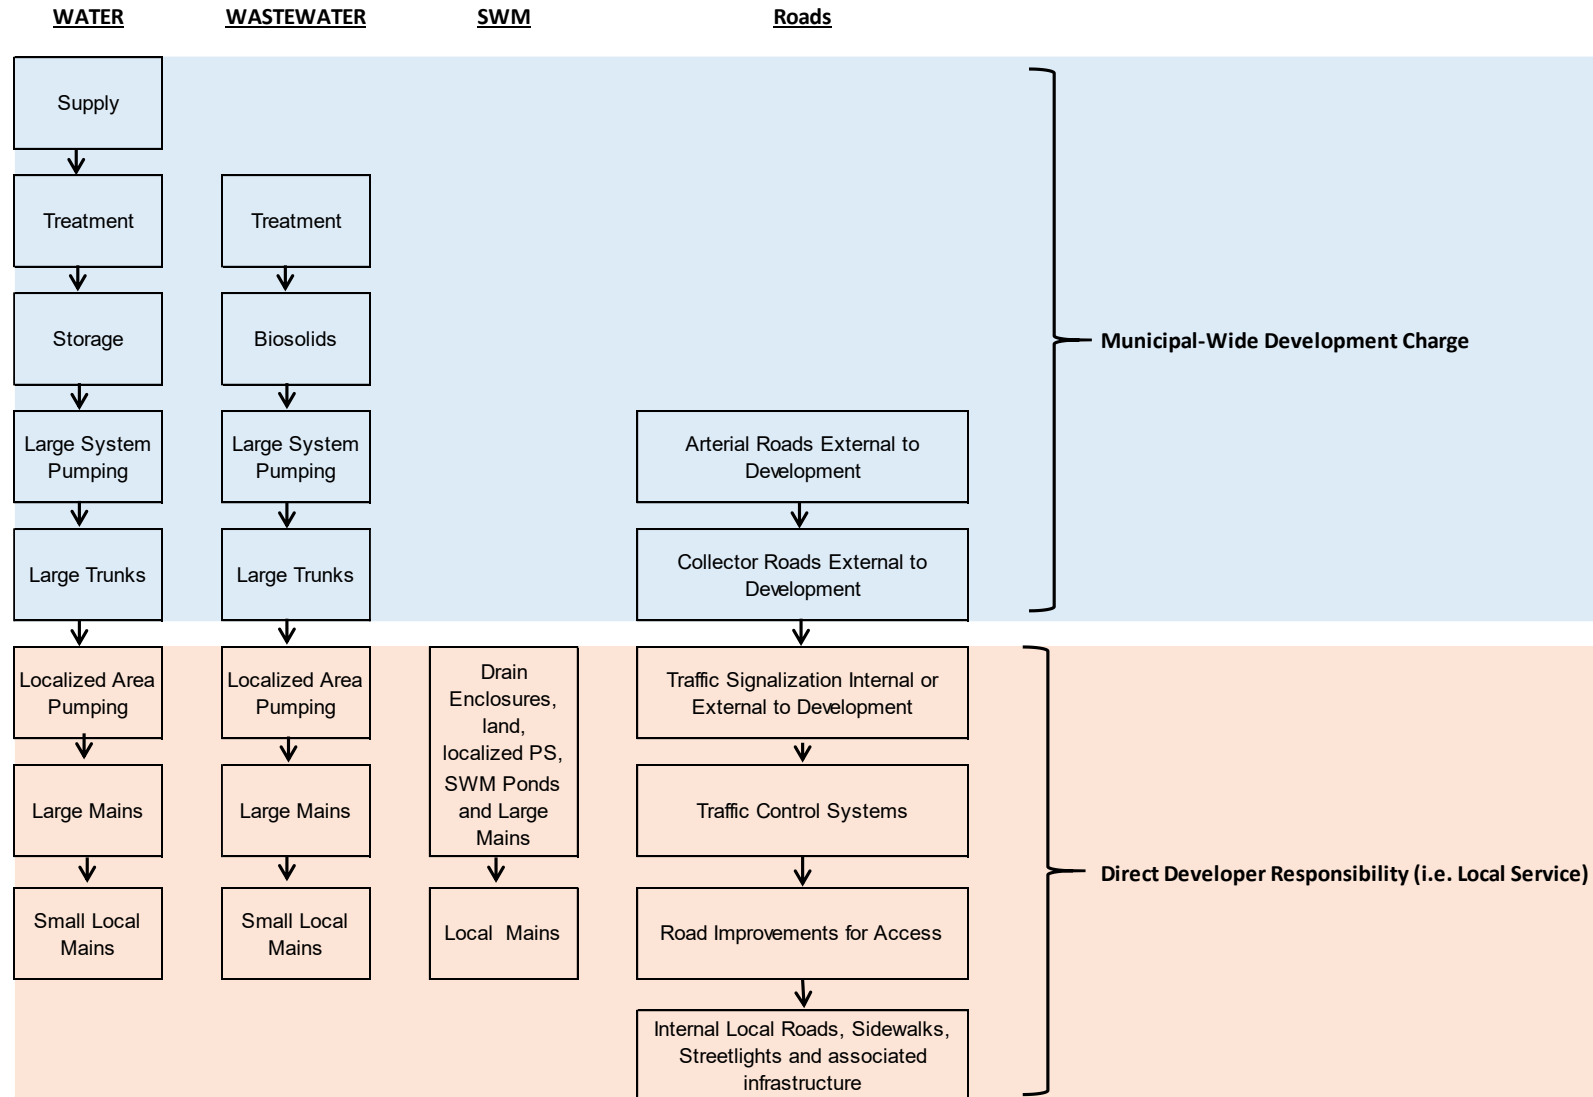 WATER
WASTEWATER
SWM
Roads
Supply
Treatment
Treatment
Storage
Biosolids
Municipal-Wide Development Charge
Large System
Pumping
Large System
Pumping
Arterial Roads External to
Development
Large Trunks
Large Trunks
Collector Roads External to
Development
Localized Area
Pumping
Localized Area
Pumping
Drain
Enclosures,
land,
localized PS,
SWM Ponds
and Large
Mains
Traffic Signalization Internal or
External to Development
Large Mains
Large Mains
Traffic Control Systems
Direct Developer Responsibility (i.e. Local Service)
Small Local
Mains
Small Local
Mains
Local Mains
Road Improvements for Access
Internal Local Roads, Sidewalks,
Streetlights and associated
infrastructure